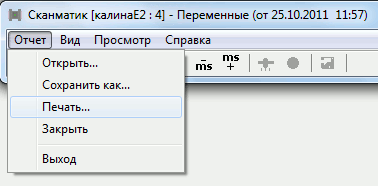 Сканматик [калинаЕ2 : 4] - Переменные (от 25.10.2011 11:57)
Отчет Вид Просмотр Справка
Открыть...
Сохранить как...
Печать...
Закрыть
Выход
- ms
ms +